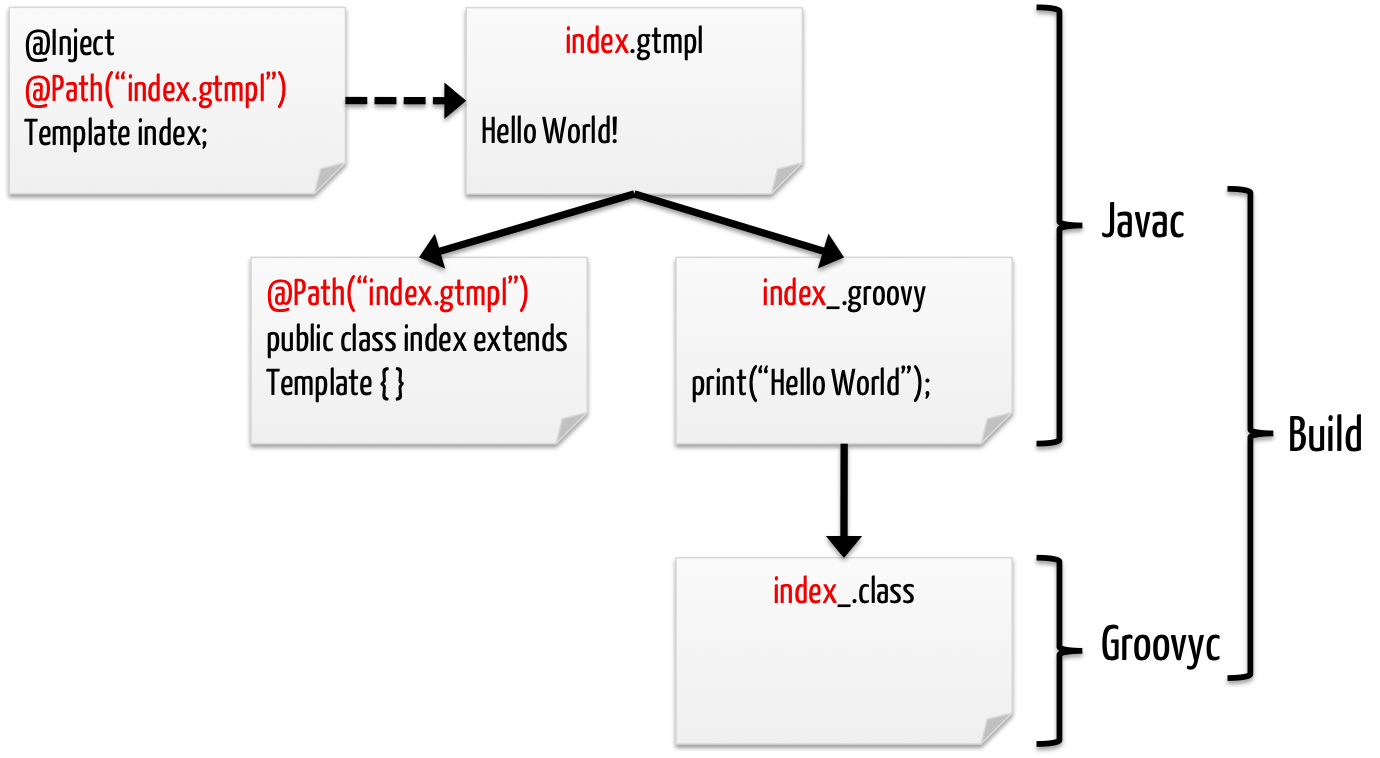 @Inject
@Path(“index.gtmpl”)
Template index;
index.gtmpl
Hello World!
@Path(“index.gtmpl”)
public class index extends
Template { }
index_.groovy
print(“Hello World”);
index_.class
Javac
Groovyc
Build